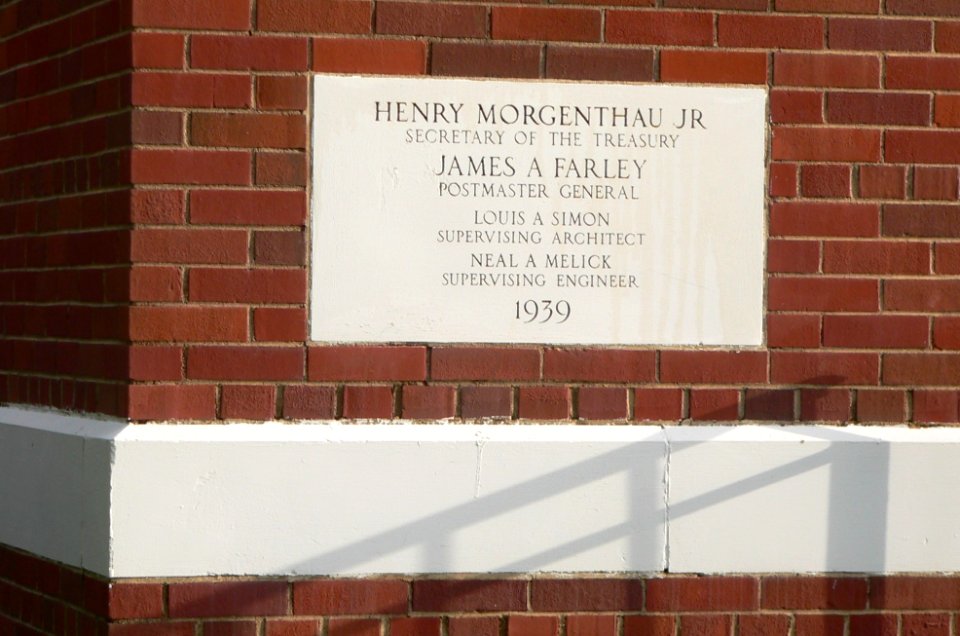 HENRY MORGENTHAU JR
SECRETARY OF THE TREASURY
JAMES A FARLEY
POSTMASTER GENERAL
LOUIS A SIMON
SUPERVISING ARCHITECT
NEAL A MELICK
SUPERVISING ENGINEER
1939